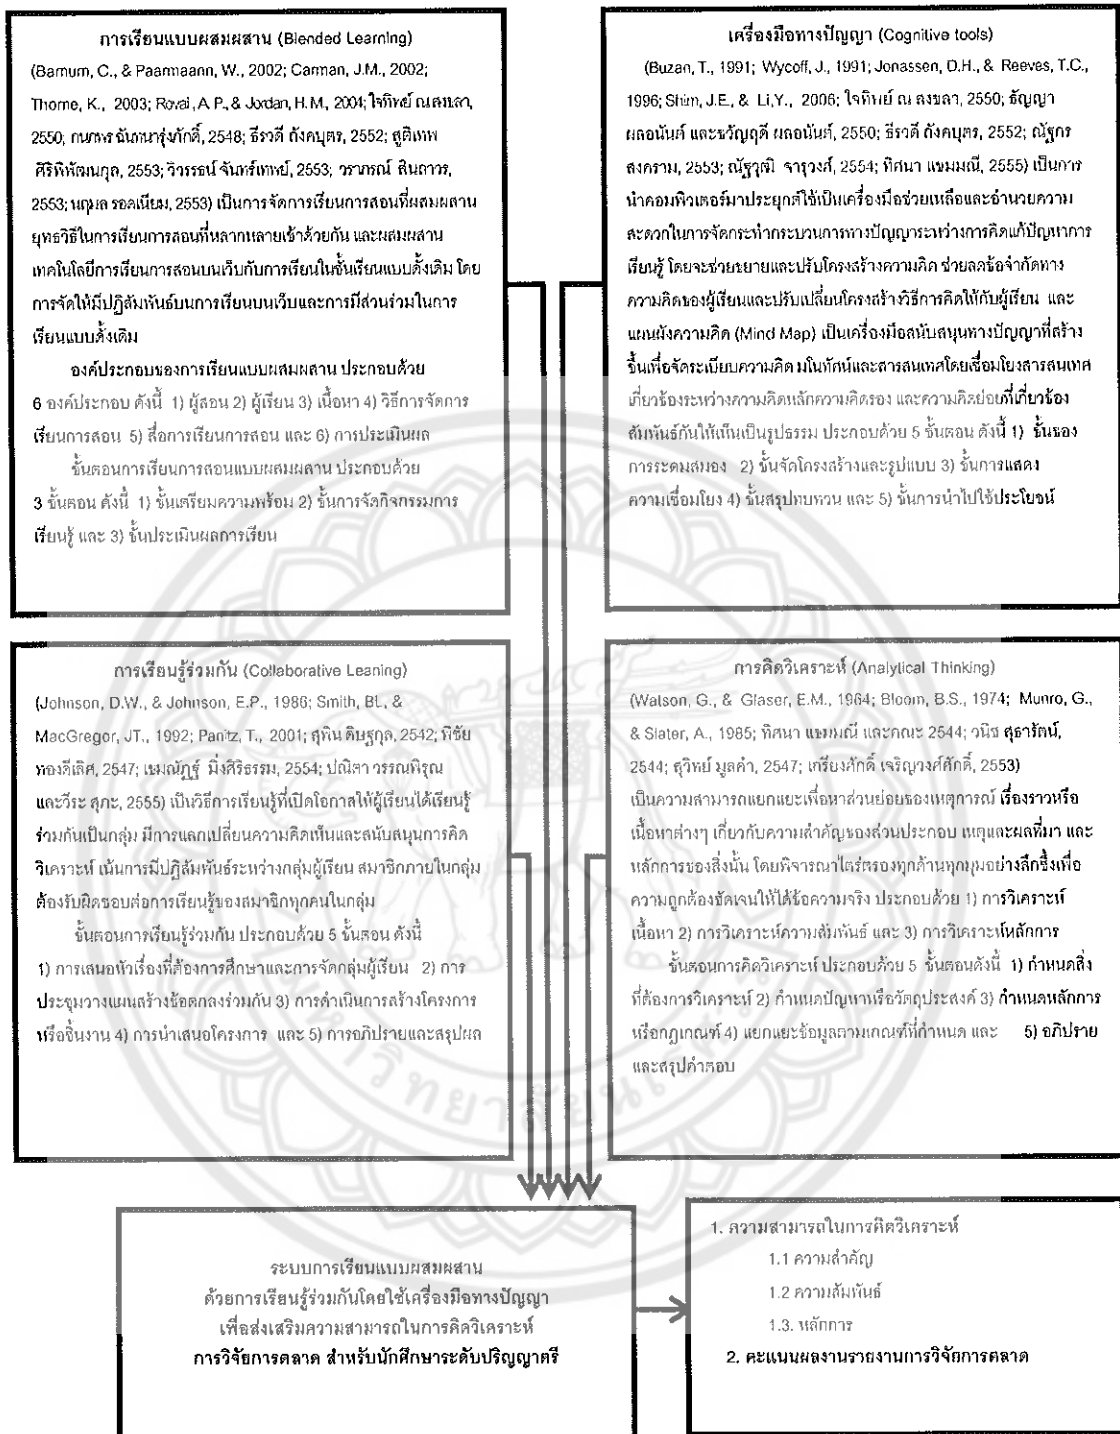 การเรียนแบบผสมผสาน (Blended Learning)
(Barnum, C., & Paarmaann, W., 2002; Carman, J.M., 2002;
Thorne, K., 2003; Rovai, A.P., & Jordan, H.M., 2004; ใจทิพย์ ณ สงขลา,
2550; กนกพร ฉันทนารุ่งภักดิ์, 2548; ธีรวดี ถังคบุตร, 2552; สูติเทพ
ศิริพิพัฒนกุล, 2553; วิวรรธน์ จันทร์เทพย์, 2553; วราภรณ์ สินถาวร,
2553; นฤมล รอดเนียม, 2553) เป็นการจัดการเรียนการสอนที่ผสมผสาน
ยุทธวิธีในการเรียนการสอนที่หลากหลายเข้าด้วยกัน และผสมผสาน
เทคโนโลยีการเรียนการสอนบนเว็บกับการเรียนในชั้นเรียนแบบดั้งเดิม โดย
การจัดให้มีปฏิสัมพันธ์บนการเรียนบนเว็บและการมีส่วนร่วมในการ
เรียนแบบดั้งเดิม
องค์ประกอบของการเรียนแบบผสมผสาน ประกอบด้วย
6 องค์ประกอบ ดังนี้ 1) ผู้สอน 2) ผู้เรียน 3) เนื้อหา 4) วิธีการจัดการ
เรียนการสอน 5) สื่อการเรียนการสอน และ 6) การประเมินผล
ขั้นตอนการเรียนการสอนแบบผสมผสาน ประกอบด้วย
3 ขั้นตอน ดังนี้ 1) ขั้นเตรียมความพร้อม 2) ขั้นการจัดกิจกรรมการ
เรียนรู้ และ 3) ขั้นประเมินผลการเรียน
เครื่องมือทางปัญญา (Cognitive tools)
(Buzan, T., 1991; Wycoff, J., 1991; Jonassen, D.H., & Reeves, T.C.,
1996; Shim, J.E., & Li,Y., 2006; ใจทิพย์ ณ สงขลา, 2550; ธัญญา
ผลอนันต์ และขวัญฤดี ผลอนันต์, 2550; ธีรวดี ถังคบุตร, 2552; ณัฐกร
สงคราม, 2553; ณัฐวุฒิ จารุวงศ์, 2554; ทิศนา แขมมณี, 2555) เป็นการ
นำคอมพิวเตอร์มาประยุกต์ใช้เป็นเครื่องมือช่วยเหลือและอำนวยความ
สะดวกในการจัดกระทำกระบวนการทางปัญญาระหว่างการคิดแก้ปัญหาการ
เรียนรู้ โดยจะช่วยขยายและปรับโครงสร้างความคิด ช่วยลดข้อจำกัดทาง
ความคิดของผู้เรียนและปรับเปลี่ยนโครงสร้างวิธีการคิดให้กับผู้เรียน และ
แผนผังความคิด (Mind Map) เป็นเครื่องมือสนับสนุนทางปัญญาที่สร้าง
ขึ้นเพื่อจัดระเบียบความคิด มโนทัศน์และสารสนเทศโดยเชื่อมโยงสารสนเทศ
เกี่ยวข้องระหว่างความคิดหลักความคิดรอง และความคิดย่อยที่เกี่ยวข้อง
สัมพันธ์กันให้เห็นเป็นรูปธรรม ประกอบด้วย 5 ขั้นตอน ดังนี้ 1) ขั้นของ
การระดมสมอง 2) ขั้นจัดโครงสร้างและรูปแบบ 3) ขั้นการแสดง
ความเชื่อมโยง 4) ขั้นสรุปทบทวน และ 5) ขั้นการนำไปใช้ประโยชน์
การเรียนรู้ร่วมกัน (Collaborative Leaning)
(Johnson, D.W., & Johnson, E.P., 1986; Smith, BL, &
MacGregor, JT., 1992; Panitz, T., 2001; สุพิน ดิษฐกุล, 2542; พิชัย
ทองดีเลิศ, 2547; เขมณัฏฐ์ มิ่งศิริธรรม, 2554; ปณิตา วรรณพิรุณ
และวีระ สุภะ, 2555) เป็นวิธีการเรียนรู้ที่เปิดโอกาสให้ผู้เรียนได้เรียนรู้
ร่วมกันเป็นกลุ่ม มีการแลกเปลี่ยนความคิดเห็นและสนับสนุนการคิด
วิเคราะห์ เน้นการมีปฏิสัมพันธ์ระหว่างกลุ่มผู้เรียน สมาชิกภายในกลุ่ม
ต้องรับผิดชอบต่อการเรียนรู้ของสมาชิกทุกคนในกลุ่ม
ขั้นตอนการเรียนรู้ร่วมกัน ประกอบด้วย 5 ขั้นตอน ดังนี้
1) การเสนอหัวเรื่องที่ต้องการศึกษาและการจัดกลุ่มผู้เรียน 2) การ
ประชุมวางแผนสร้างข้อตกลงร่วมกัน 3) การดำเนินการสร้างโครงการ
หรือชิ้นงาน 4) การนำเสนอโครงการ และ 5) การอภิปรายและสรุปผล
การคิดวิเคราะห์ (Analytical Thinking)
(Watson, G., & Glaser, E.M., 1964; Bloom, B.S., 1974; Munro, G.,
& Slater, A., 1985; ทิศนา แขมมณี และคณะ 2544; วนิช สุธารัตน์,
2544; สุวิทย์ มูลคำ, 2547; เกรียงศักดิ์ เจริญวงศ์ศักดิ์, 2553)
เป็นความสามารถแยกแยะเพื่อหาส่วนย่อยของเหตุการณ์ เรื่องราวหรือ
เนื้อหาต่างๆ เกี่ยวกับความสำคัญของส่วนประกอบ เหตุและผลที่มา และ
หลักการของสิ่งนั้น โดยพิจารณาไตร่ตรองทุกด้านทุกมุมอย่างลึกซึ้งเพื่อ
ความถูกต้องชัดเจนให้ได้ข้อความจริง ประกอบด้วย 1) การวิเคราะห์
เนื้อหา 2) การวิเคราะห์ความสัมพันธ์ และ 3) การวิเคราะห์หลักการ
ขั้นตอนการคิดวิเคราะห์ ประกอบด้วย 5 ขั้นตอนดังนี้ 1) กำหนดสิ่ง
ที่ต้องการวิเคราะห์ 2) กำหนดปัญหาหรือวัตถุประสงค์ 3) กำหนดหลักการ
หรือกฎเกณฑ์ 4) แยกแยะข้อมูลตามเกณฑ์ที่กำหนด และ 5) อภิปราย
และสรุปคำตอบ
ระบบการเรียนแบบผสมผสาน
ด้วยการเรียนรู้ร่วมกันโดยใช้เครื่องมือทางปัญญา
เพื่อส่งเสริมความสามารถในการคิดวิเคราะห์
การวิจัยการตลาด สำหรับนักศึกษาระดับปริญญาตรี
1. ความสามารถในการคิดวิเคราะห์
1.1 ความสำคัญ
1.2 ความสัมพันธ์
1.3. หลักการ
2. คะแนนผลงานรายงานการวิจัยการตลาด